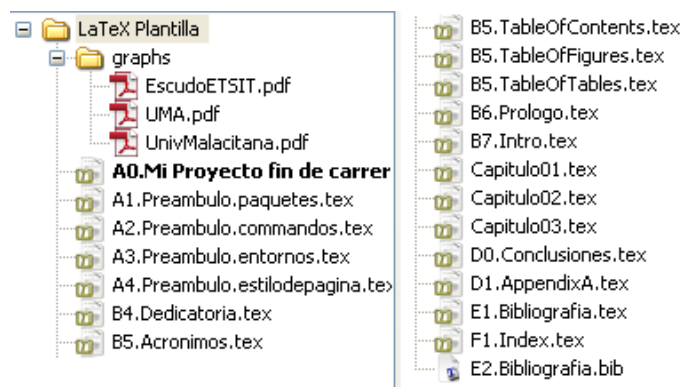 LaTeX Plantilla
graphs
EscudoETSIT.pdf
UMA.pdf
UnivMalacitana.pdf
A0.Mi Proyecto fin de carrer
A1.Preambulo.paquetes.tex
A2.Preambulo.commandos.tex
A3.Preambulo.entornos.tex
A4.Preambulo.estilodepagina.tex
B4.Dedicatoria.tex
B5.Acronimos.tex
B5.TableOfContents.tex
B5.TableOfFigures.tex
B5.TableOfTables.tex
B6.Prologo.tex
B7.Intro.tex
Capitulo01.tex
Capitulo02.tex
Capitulo03.tex
D0.Conclusiones.tex
D1.AppendixA.tex
E1.Bibliografia.tex
F1.Index.tex
E2.Bibliografia.bib